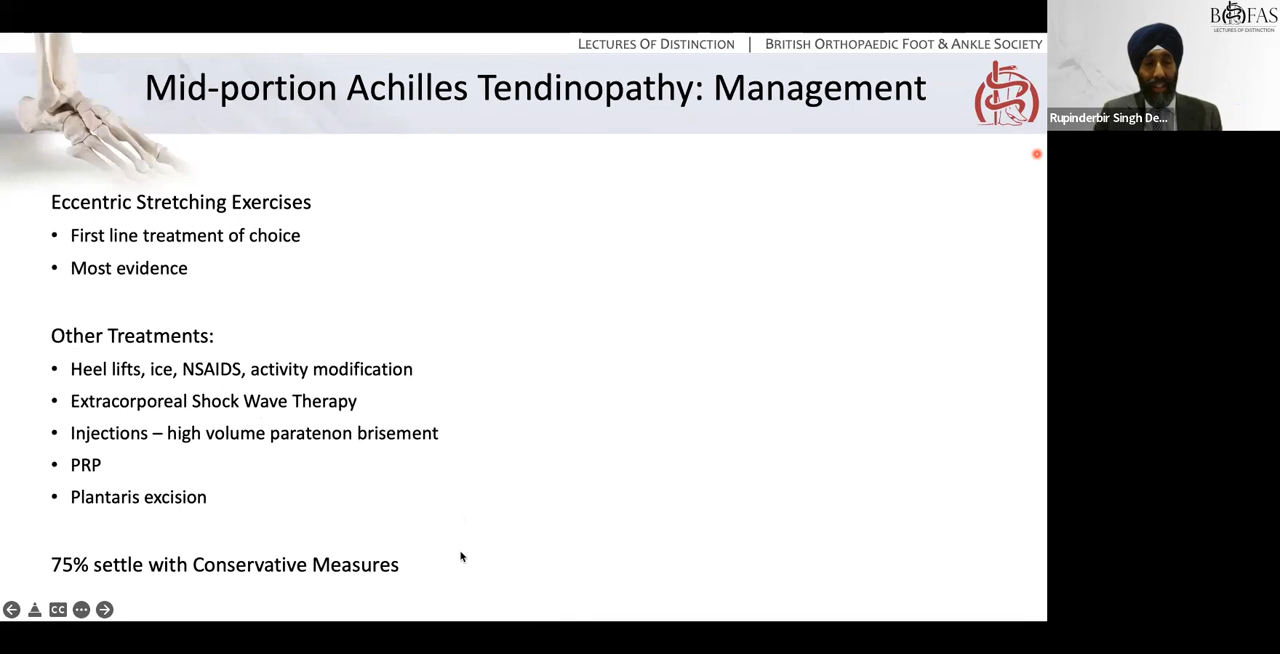 LECTURES OF DISTINCTION | BRITISH ORTHOPAEDIC FOOT & ANKLE SOCIETY
Mid-portion Achilles Tendinopathy: Management
BOFAS
LECTURES OF DISTINCTION
Rupinderbir Singh De...
Eccentric Stretching Exercises
• First line treatment of choice
• Most evidence
Other Treatments:
• Heel lifts, ice, NSAIDS, activity modification
• Extracorporeal Shock Wave Therapy
• Injections – high volume paratenon brisement
• PRP
• Plantaris excision
75% settle with Conservative Measures
CC